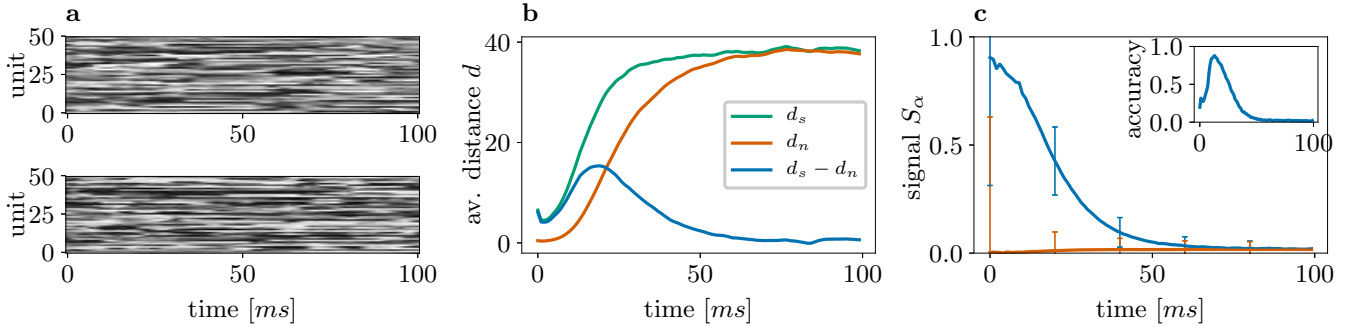 a
50
25
0
unit
0 50 100
50
25
0
unit
0 50 100
time [ms]
b
40
20
0
av. distance d
d_s
d_n
d_s − d_n
0 50 100
time [ms]
c
1.0
0.5
0.0
signal S_α
1.0
0.5
0.0
accuracy
0 100
0 50 100
time [ms]